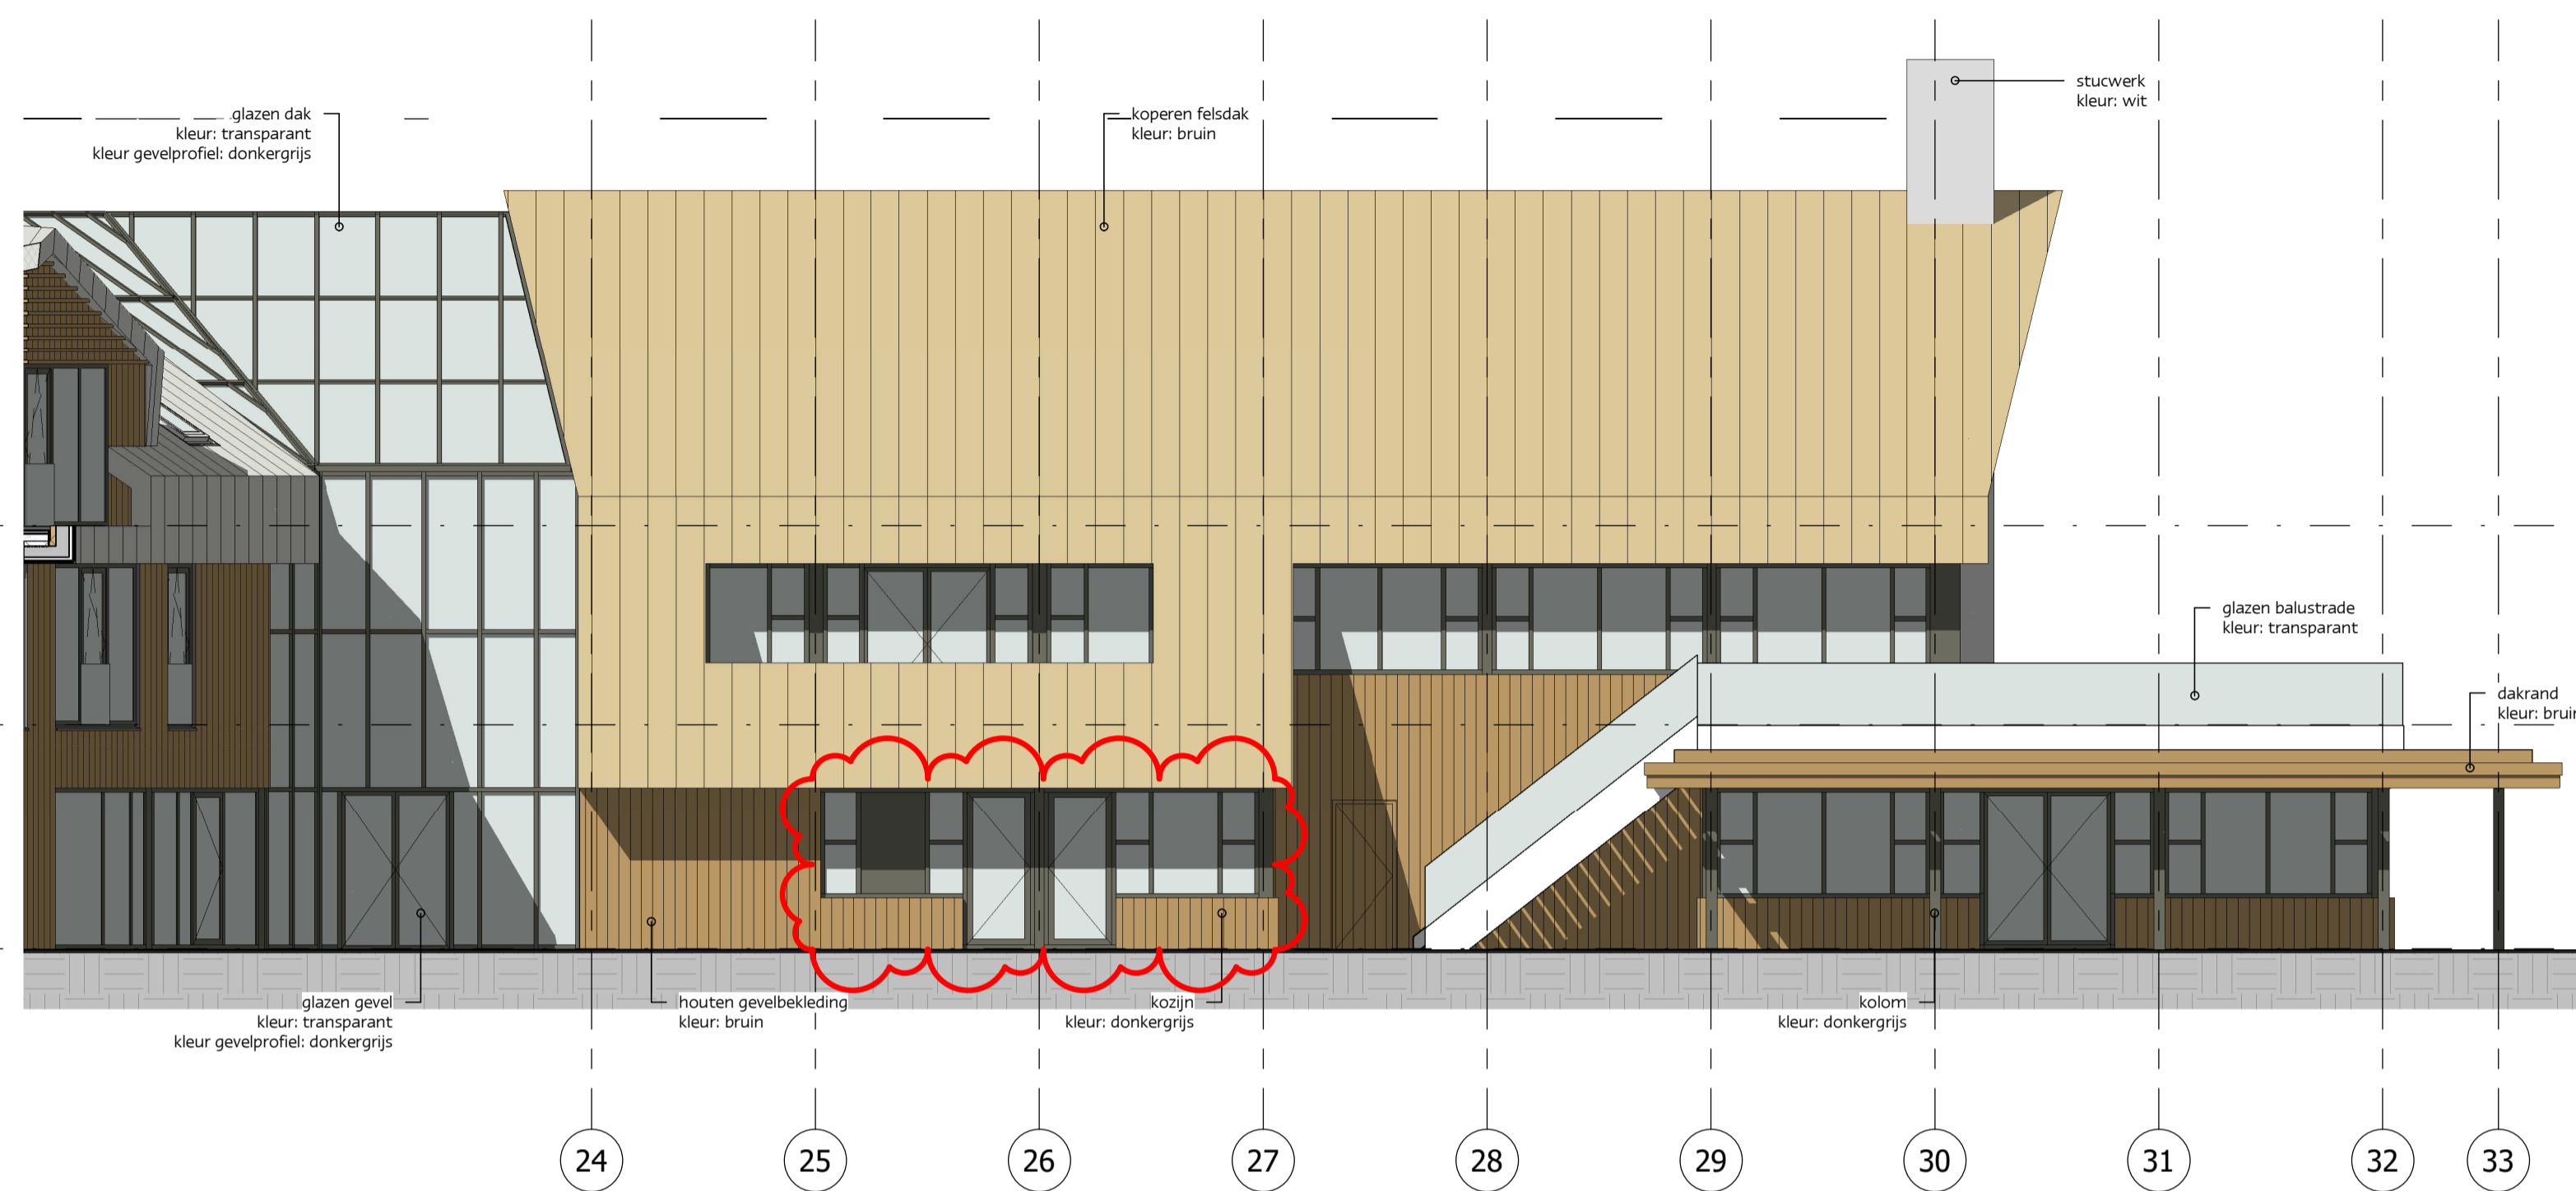 glazen dak
kleur: transparant
kleur gevelprofiel: donkergrijs
koperen felsdak
kleur: bruin
stucwerk
kleur: wit
glazen balustrade
kleur: transparant
dakrand
kleur: bruin
glazen gevel
kleur: transparant
kleur gevelprofiel: donkergrijs
houten gevelbekleding
kleur: bruin
kozijn
kleur: donkergrijs
kolom
kleur: donkergrijs
24 25 26 27 28 29 30 31 32 33